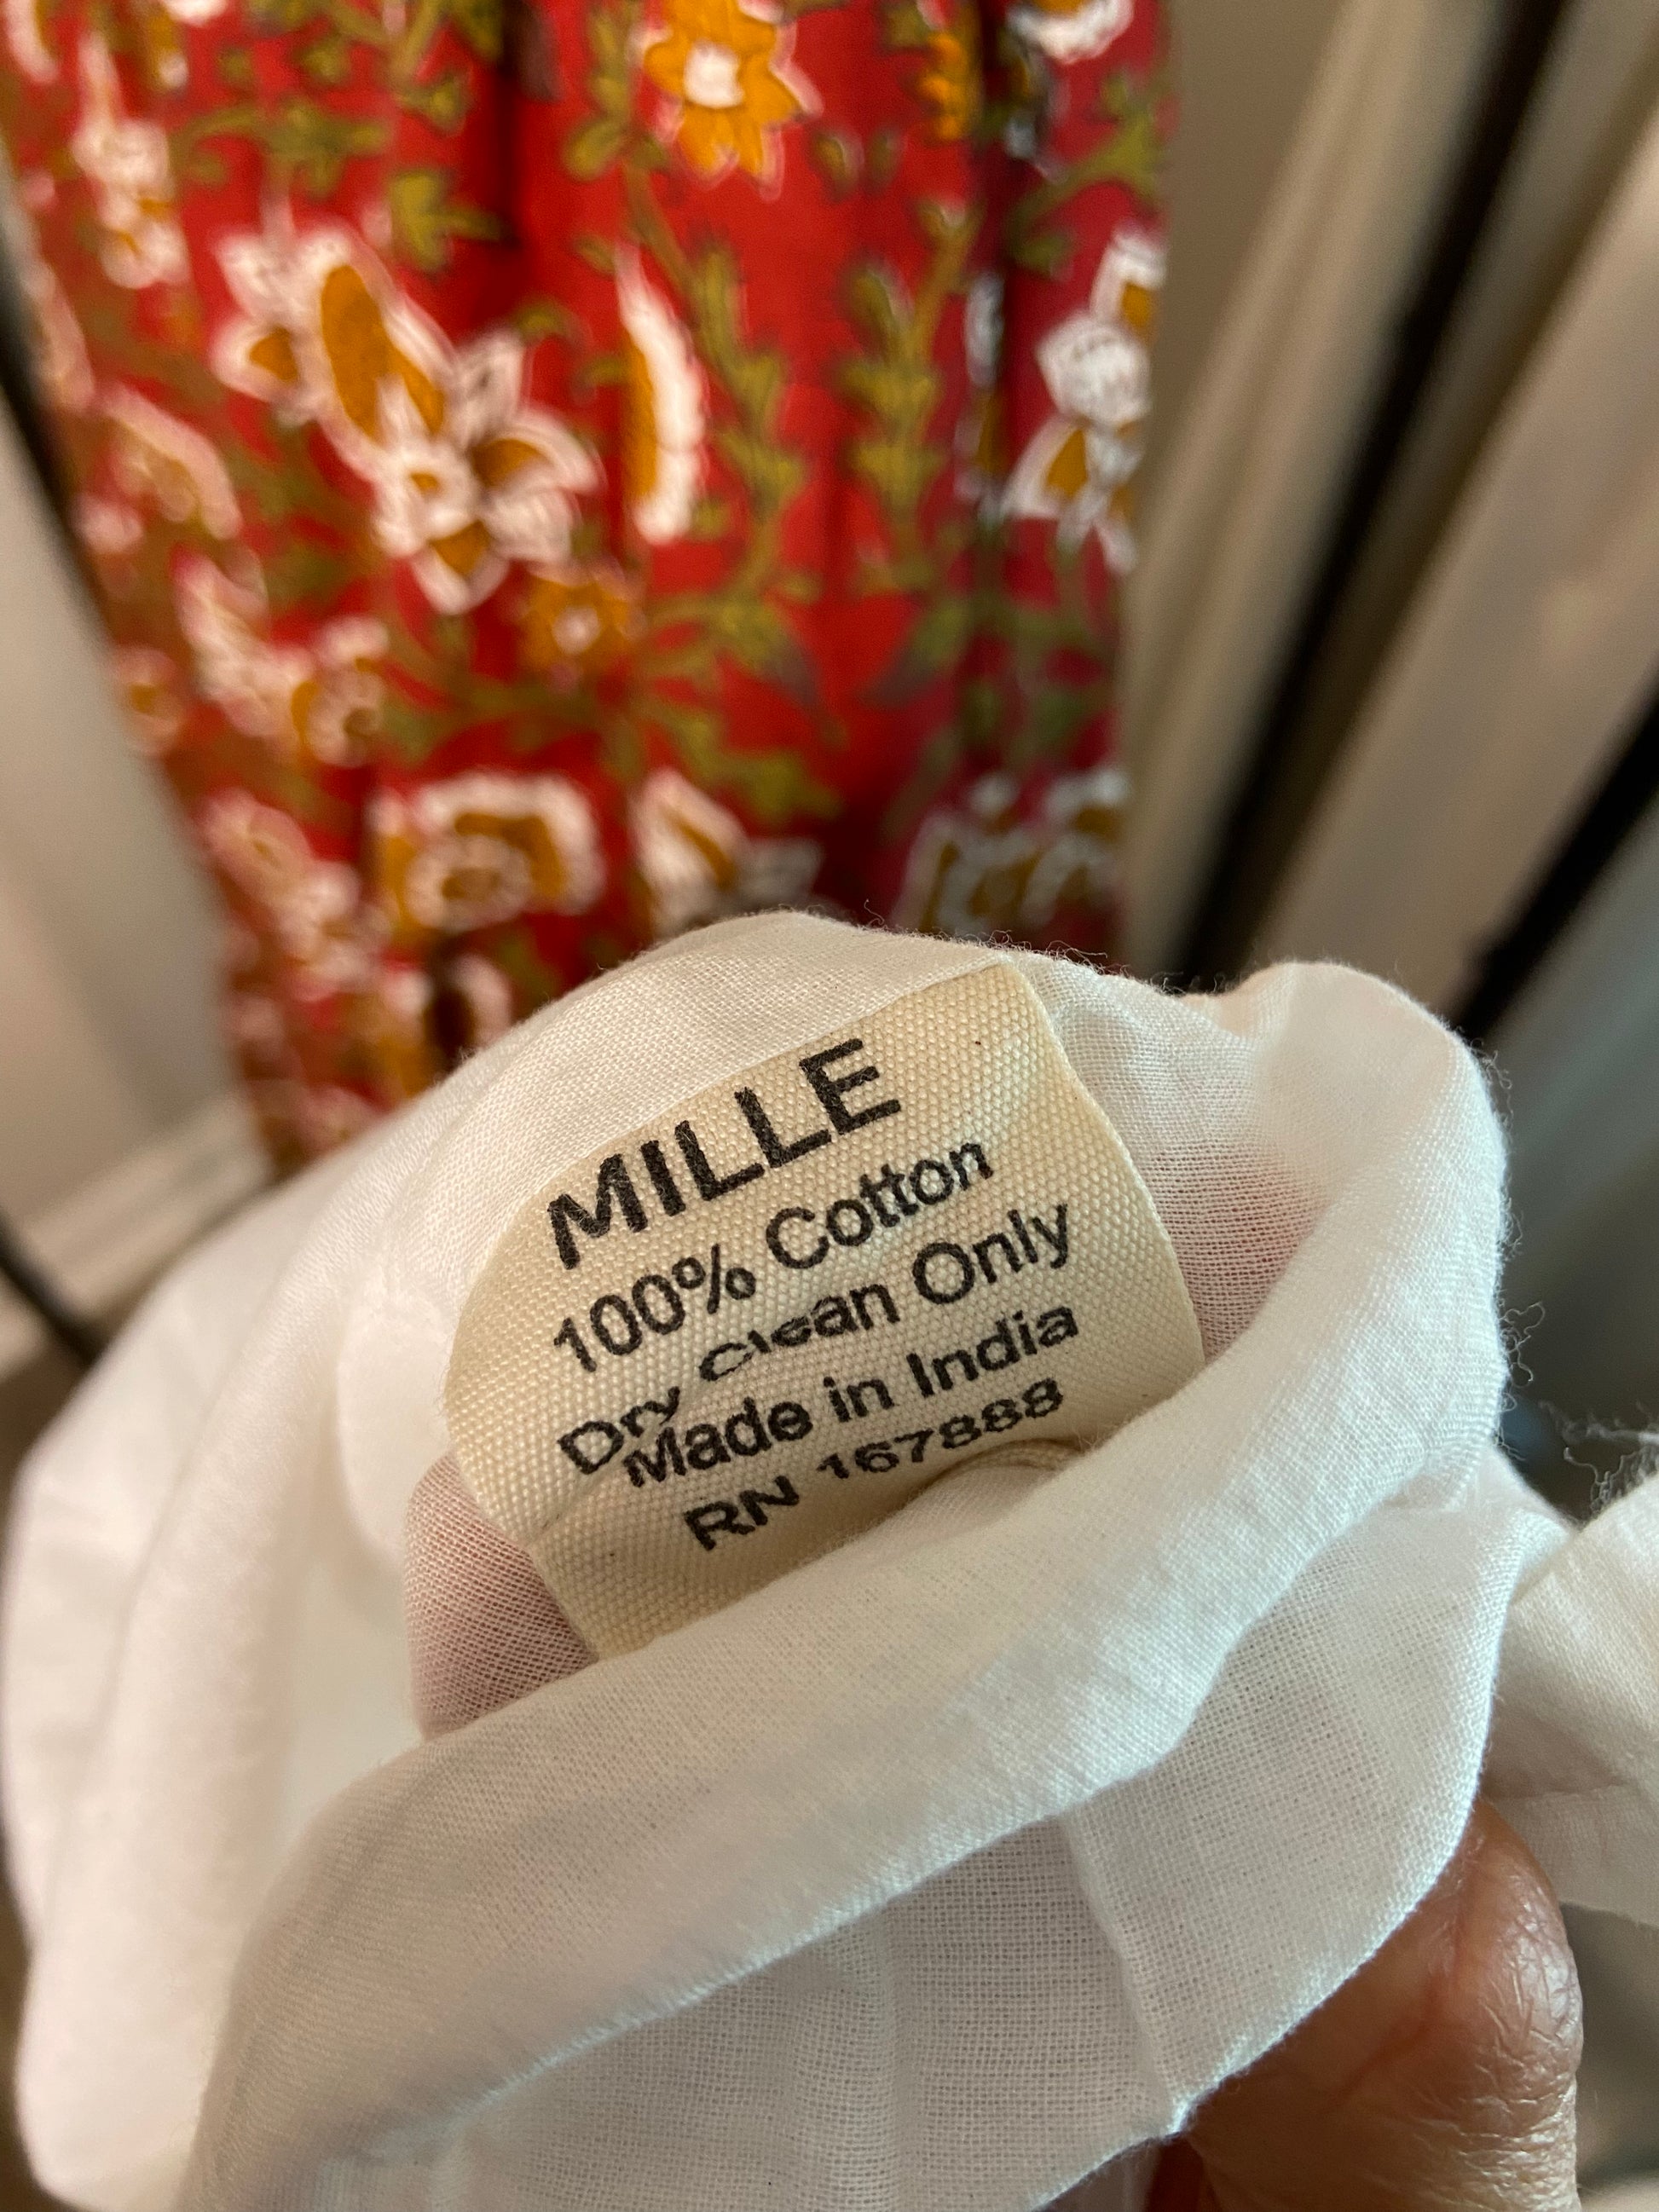 MILLE
100% Cotton
Dry Clean Only
Made in India
RN 167888